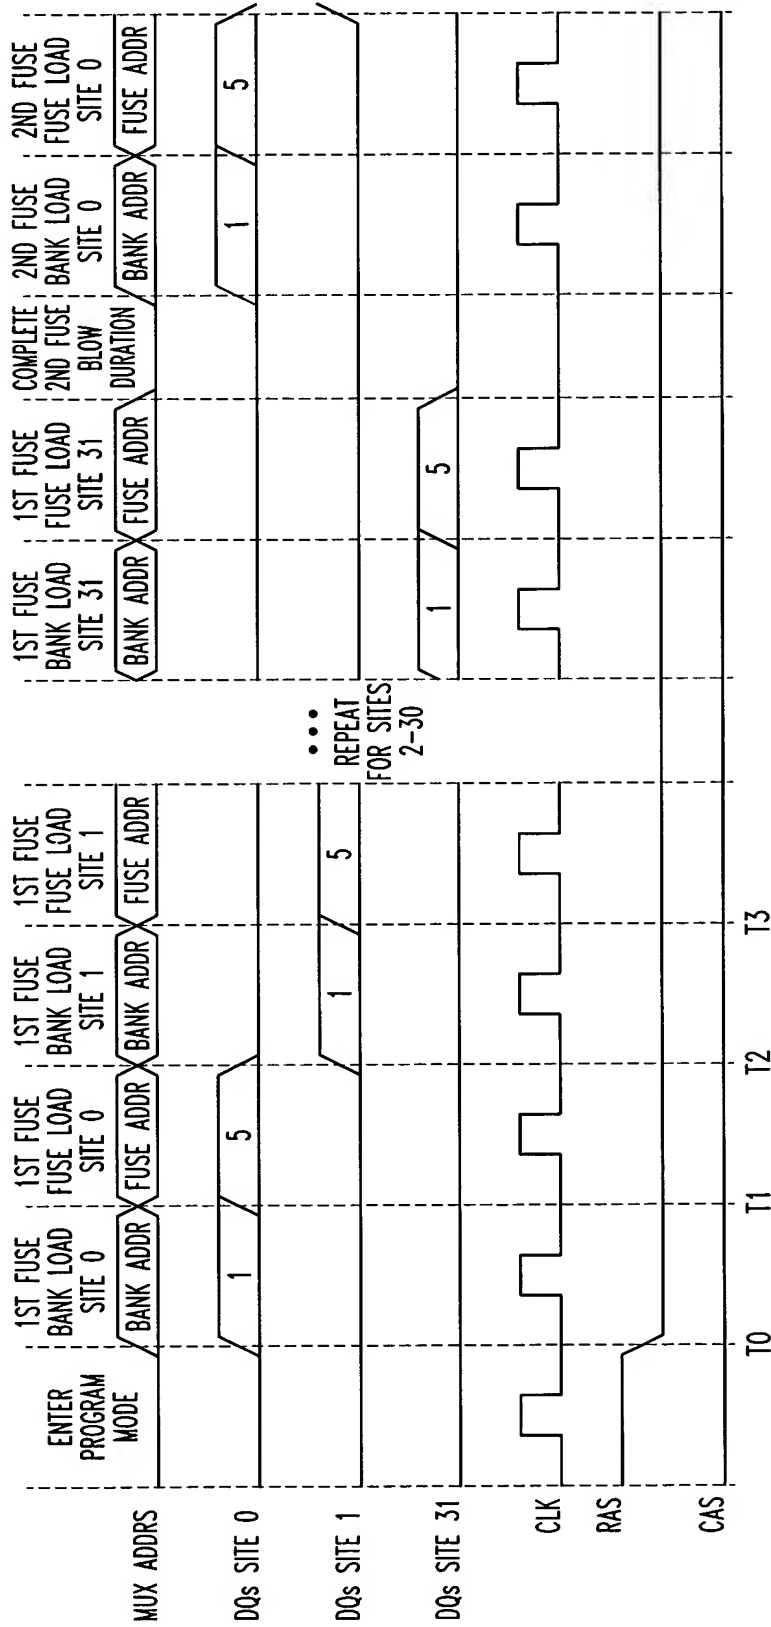 ENTER
PROGRAM
MODE
1ST FUSE
BANK LOAD
SITE 0
1ST FUSE
FUSE LOAD
SITE 0
1ST FUSE
BANK LOAD
SITE 1
1ST FUSE
FUSE LOAD
SITE 1
1ST FUSE
BANK LOAD
SITE 31
1ST FUSE
FUSE LOAD
SITE 31
COMPLETE
2ND FUSE
BLOW
DURATION
2ND FUSE
BANK LOAD
SITE 0
2ND FUSE
FUSE LOAD
SITE 0
MUX ADDRS
BANK ADDR
FUSE ADDR
BANK ADDR
FUSE ADDR
BANK ADDR
FUSE ADDR
BANK ADDR
FUSE ADDR
DQs SITE 0
1
5
1
5
DQs SITE 1
1
5
•••
REPEAT
FOR SITES
2-30
DQs SITE 31
1
5
CLK
RAS
CAS
T0
T1
T2
T3